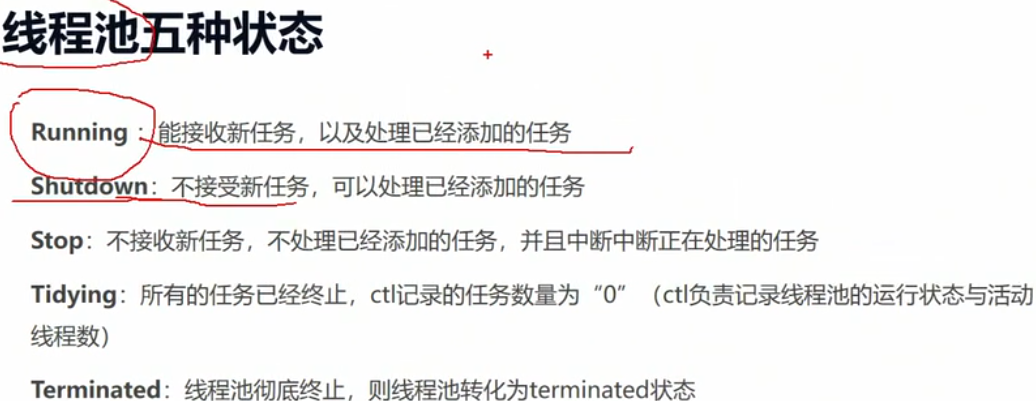 线程池五种状态
Running ：能接收新任务，以及处理已经添加的任务
Shutdown：不接受新任务，可以处理已经添加的任务
Stop：不接收新任务，不处理已经添加的任务，并且中断中断正在处理的任务
Tidying：所有的任务已经终止，ctl记录的任务数量为“0”（ctl负责记录线程池的运行状态与活动
线程数）
Terminated：线程池彻底终止，则线程池转化为terminated状态